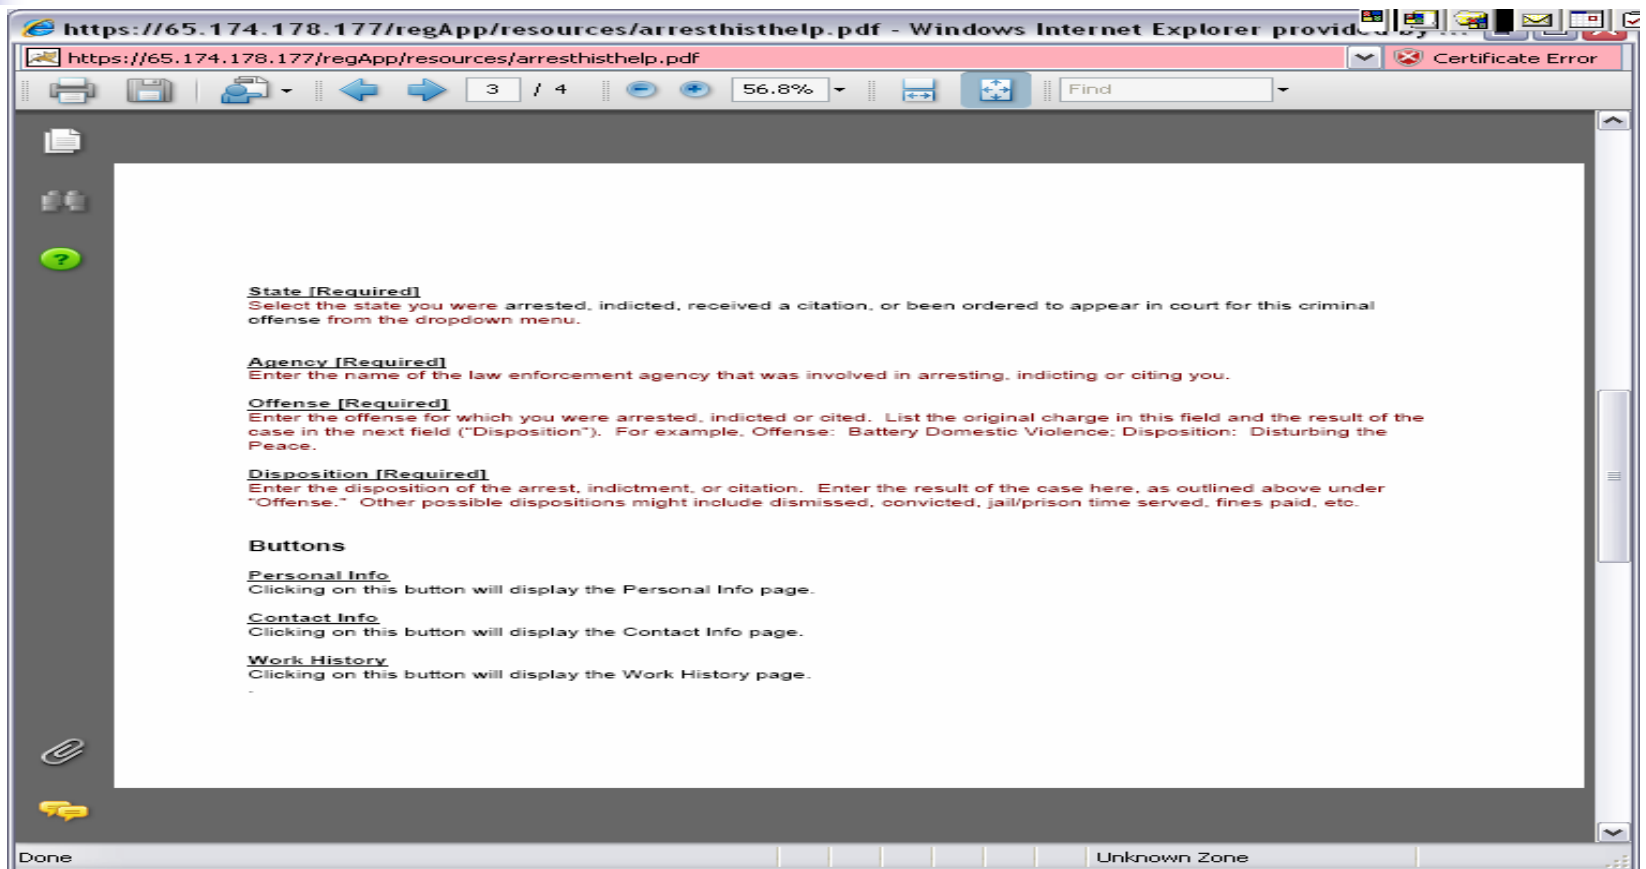 https://65.174.178.177/regApp/resources/arresthisthelp.pdf - Windows Internet Explorer provided by ...
https://65.174.178.177/regApp/resources/arresthisthelp.pdf
Certificate Error
3 / 4
56.8%
Find
State [Required]
Select the state you were arrested, indicted, received a citation, or been ordered to appear in court for this criminal
offense from the dropdown menu.
Agency [Required]
Enter the name of the law enforcement agency that was involved in arresting, indicting or citing you.
Offense [Required]
Enter the offense for which you were arrested, indicted or cited.  List the original charge in this field and the result of the
case in the next field ("Disposition").  For example, Offense:  Battery Domestic Violence; Disposition:  Disturbing the
Peace.
Disposition [Required]
Enter the disposition of the arrest, indictment, or citation.  Enter the result of the case here, as outlined above under
"Offense."  Other possible dispositions might include dismissed, convicted, jail/prison time served, fines paid, etc.
Buttons
Personal Info
Clicking on this button will display the Personal Info page.
Contact Info
Clicking on this button will display the Contact Info page.
Work History
Clicking on this button will display the Work History page.
.
Done
Unknown Zone